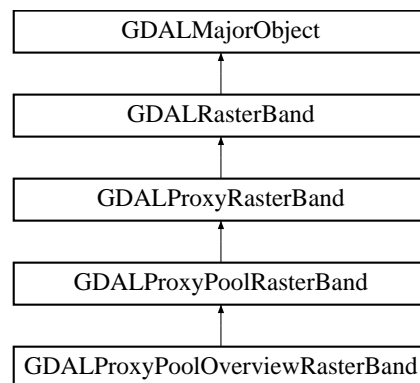 GDALMajorObject
GDALRasterBand
GDALProxyRasterBand
GDALProxyPoolRasterBand
GDALProxyPoolOverviewRasterBand